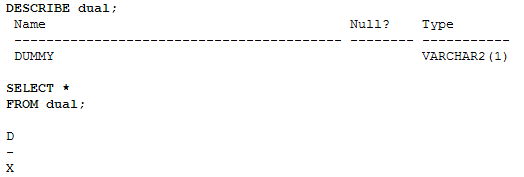 DESCRIBE dual;
Name Null? Type
----------------------------------------- -------- -----------
DUMMY VARCHAR2(1)
SELECT *
FROM dual;
D
-
X